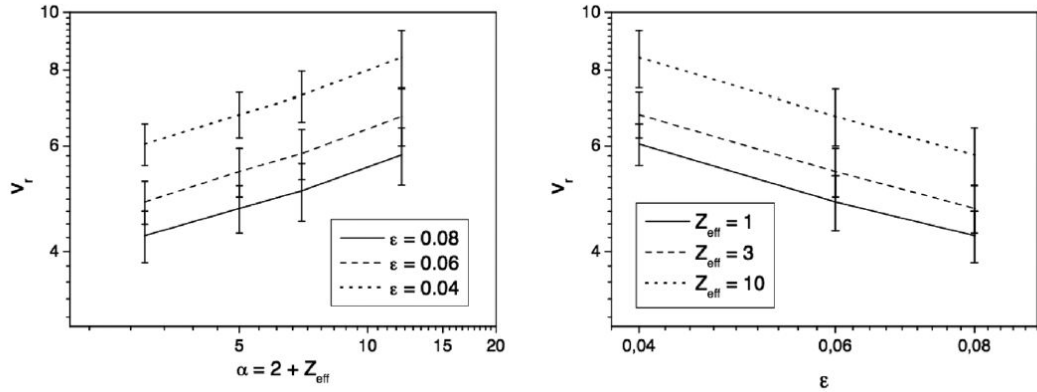 10
8
6
4
V_r
5
10
15
20
α = 2 + Z_eff
ε = 0.08
ε = 0.06
ε = 0.04
10
8
6
4
V_r
0,04
0,06
0,08
ε
Z_eff = 1
Z_eff = 3
Z_eff = 10